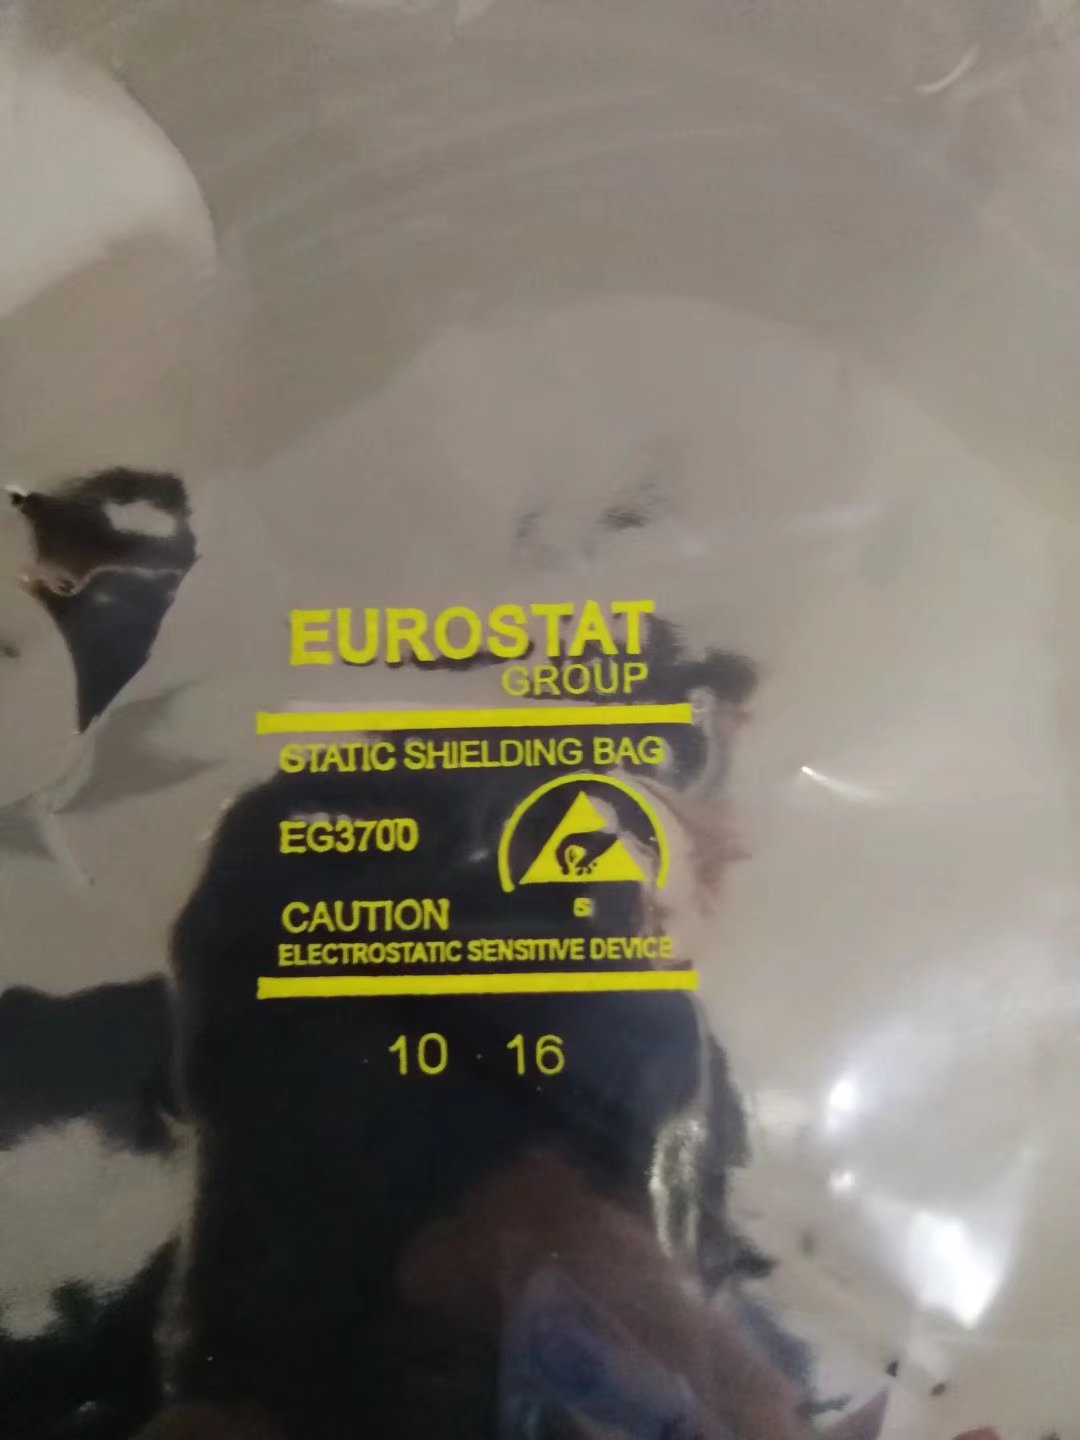 EUROSTAT
GROUP
STATIC SHIELDING BAG
EG3700
CAUTION
S
ELECTROSTATIC SENSITIVE DEVICE
10 16